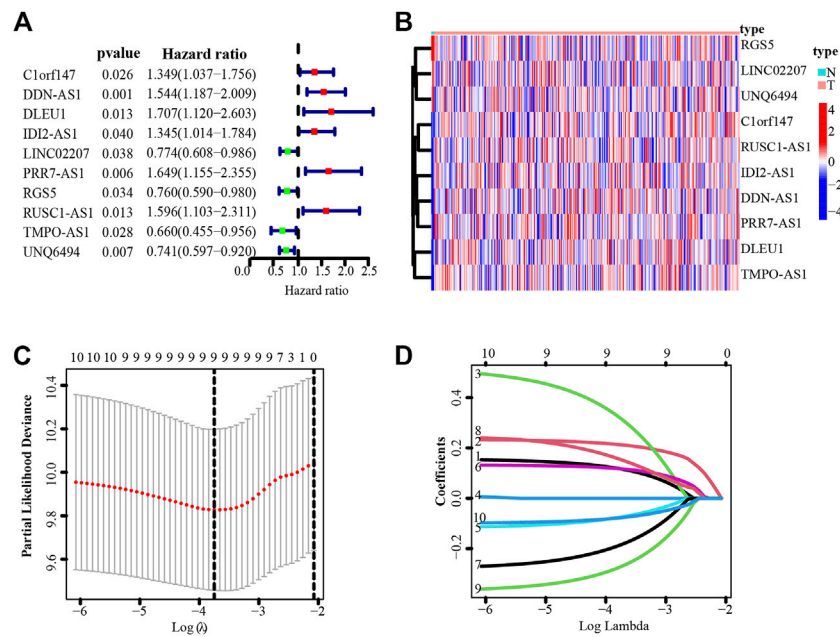 A
pvalue Hazard ratio
C1orf147 0.026 1.349(1.037−1.756)
DDN-AS1 0.001 1.544(1.187−2.009)
DLEU1 0.013 1.707(1.120−2.603)
IDI2-AS1 0.040 1.345(1.014−1.784)
LINC02207 0.038 0.774(0.608−0.986)
PRR7-AS1 0.006 1.649(1.155−2.355)
RGS5 0.034 0.760(0.590−0.980)
RUSC1-AS1 0.013 1.596(1.103−2.311)
TMPO-AS1 0.028 0.660(0.455−0.956)
UNQ6494 0.007 0.741(0.597−0.920)
0.0 0.5 1.0 1.5 2.0 2.5
Hazard ratio
B
type
RGS5
LINC02207
UNQ6494
C1orf147
RUSC1-AS1
IDI2-AS1
DDN-AS1
PRR7-AS1
DLEU1
TMPO-AS1
type
N
T
4
2
0
−2
−4
C
10 10 10 9 9 9 9 9 9 9 9 9 9 9 9 7 3 1 0
Partial Likelihood Deviance
10.4
10.2
10.0
9.8
9.6
−6 −5 −4 −3 −2
Log (λ)
D
10 9 9 9 0
Coefficients
0.4
0.2
0.0
−0.2
3
8
2
1
6
4
10
5
7
9
−6 −5 −4 −3 −2
Log Lambda